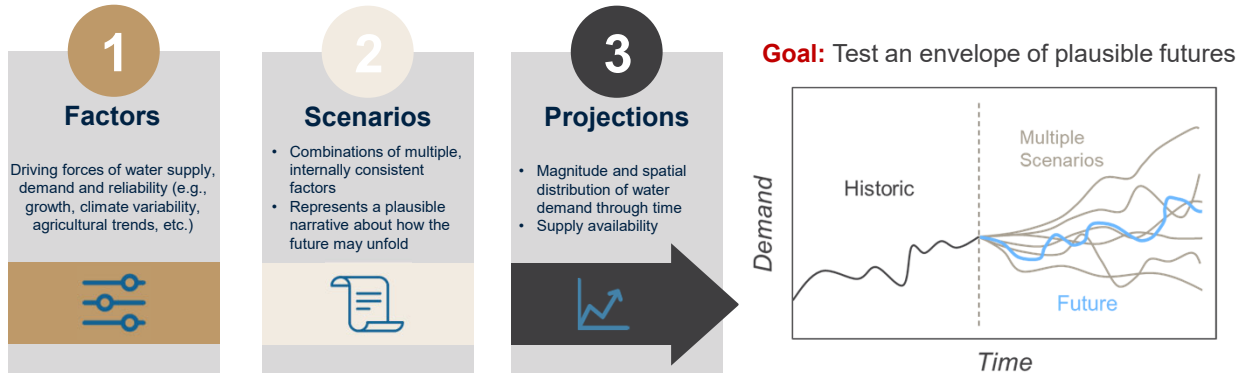 1
Factors
Driving forces of water supply,
demand and reliability (e.g.,
growth, climate variability,
agricultural trends, etc.)
2
Scenarios
• Combinations of multiple,
internally consistent
factors
• Represents a plausible
narrative about how the
future may unfold
3
Projections
• Magnitude and spatial
distribution of water
demand through time
• Supply availability
Goal: Test an envelope of plausible futures
Demand
Historic
Multiple
Scenarios
Future
Time